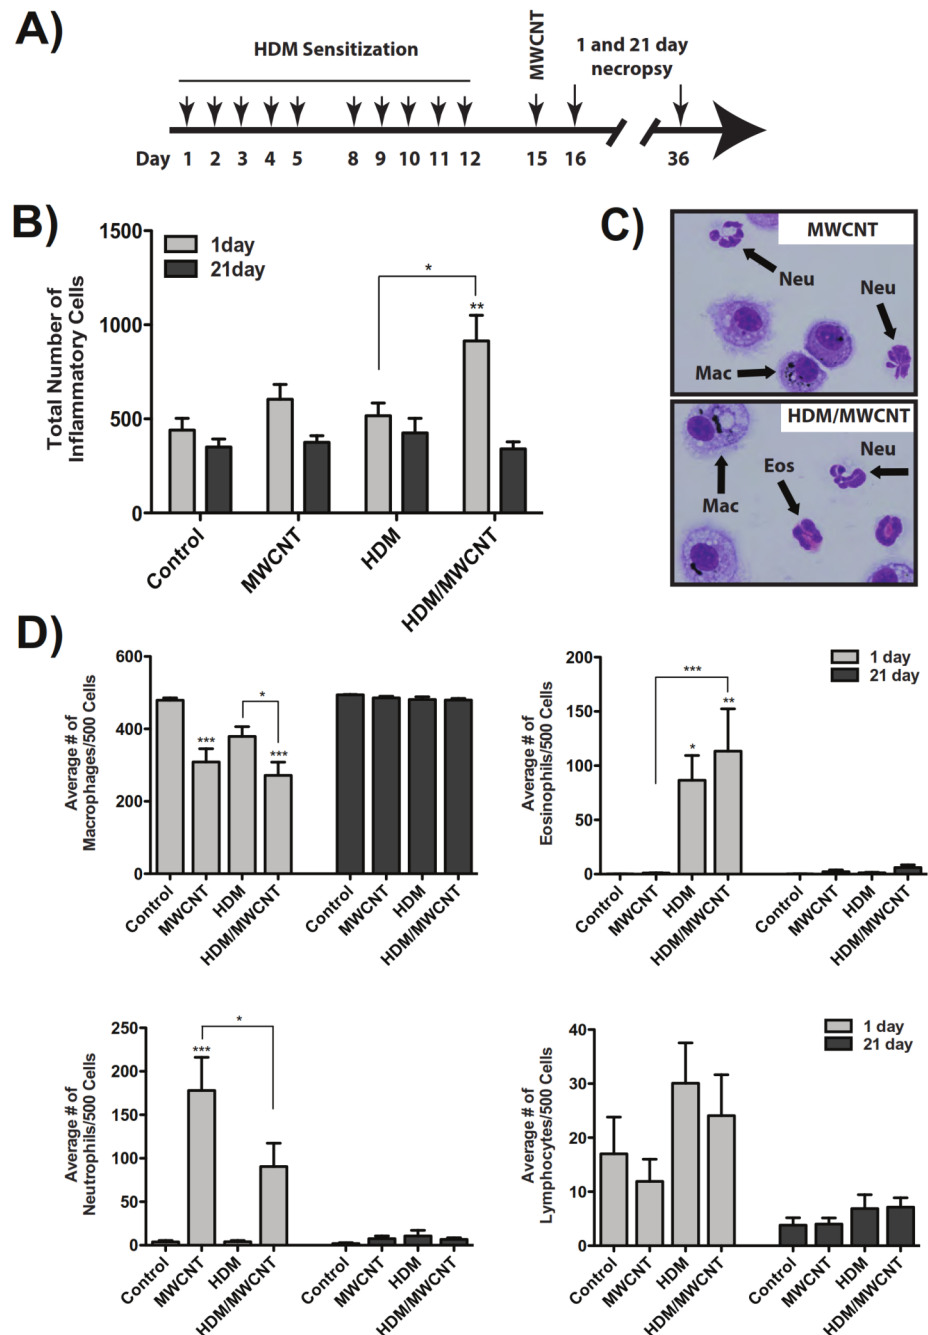 A)
HDM Sensitization
MWCNT
1 and 21 day
necropsy
Day 1 2 3 4 5 8 9 10 11 12 15 16 36
B)
1day
21day
Total Number of
Inflammatory Cells
1500
1000
500
0
*
**
Control
MWCNT
HDM
HDM/MWCNT
C)
MWCNT
Neu
Neu
Mac
HDM/MWCNT
Neu
Eos
Mac
D)
Average # of
Macrophages/500 Cells
600
400
200
0
***
*
***
Control
MWCNT
HDM
HDM/MWCNT
Control
MWCNT
HDM
HDM/MWCNT
Average # of
Eosinophils/500 Cells
200
150
100
50
0
***
*
**
1 day
21 day
Control
MWCNT
HDM
HDM/MWCNT
Control
MWCNT
HDM
HDM/MWCNT
Average # of
Neutrophils/500 Cells
250
200
150
100
50
0
***
*
Control
MWCNT
HDM
HDM/MWCNT
Control
MWCNT
HDM
HDM/MWCNT
Average # of
Lymphocytes/500 Cells
40
30
20
10
0
1 day
21 day
Control
MWCNT
HDM
HDM/MWCNT
Control
MWCNT
HDM
HDM/MWCNT